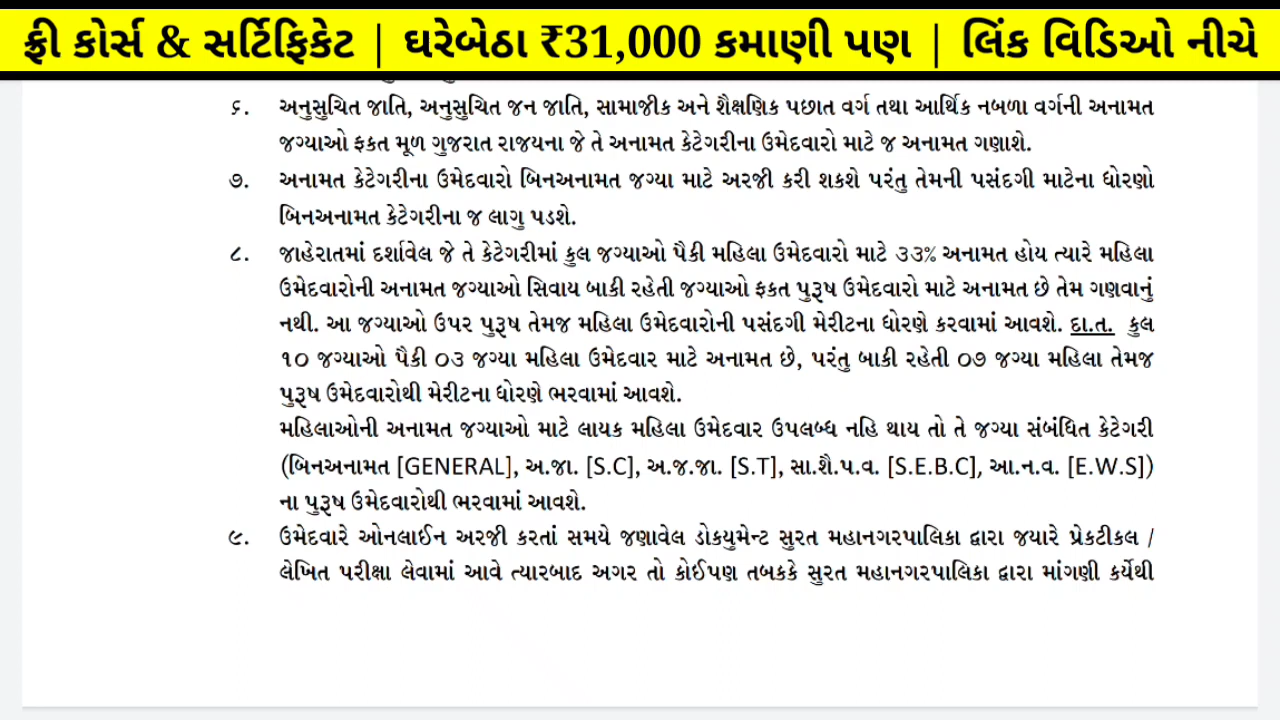 ફ્રી કોર્સ & સર્ટિફિકેટ | ઘરેબેઠા ₹31,000 કમાણી પણ | લિંક વિડિઓ નીચે
૬. અનુસુચિત જાતિ, અનુસુચિત જન જાતિ, સામાજીક અને શૈક્ષણિક પછાત વર્ગ તથા આર્થિક નબળા વર્ગની અનામત
જગ્યાઓ ફકત મૂળ ગુજરાત રાજયના જે તે અનામત કેટેગરીના ઉમેદવારો માટે જ અનામત ગણાશે.
૭. અનામત કેટેગરીના ઉમેદવારો બિનઅનામત જગ્યા માટે અરજી કરી શકશે પરંતુ તેમની પસંદગી માટેના ધોરણો
બિનઅનામત કેટેગરીના જ લાગુ પડશે.
૮. જાહેરાતમાં દર્શાવેલ જે તે કેટેગરીમાં કુલ જગ્યાઓ પૈકી મહિલા ઉમેદવારો માટે ૩૩% અનામત હોય ત્યારે મહિલા
ઉમેદવારોની અનામત જગ્યાઓ સિવાય બાકી રહેતી જગ્યાઓ ફકત પુરૂષ ઉમેદવારો માટે અનામત છે તેમ ગણવાનું
નથી. આ જગ્યાઓ ઉપર પુરૂષ તેમજ મહિલા ઉમેદવારોની પસંદગી મેરીટના ધોરણે કરવામાં આવશે. દા.ત. કુલ
૧૦ જગ્યાઓ પૈકી ૦૩ જગ્યા મહિલા ઉમેદવાર માટે અનામત છે, પરંતુ બાકી રહેતી ૦૭ જગ્યા મહિલા તેમજ
પુરૂષ ઉમેદવારોથી મેરીટના ધોરણે ભરવામાં આવશે.
મહિલાઓની અનામત જગ્યાઓ માટે લાયક મહિલા ઉમેદવાર ઉપલબ્ધ નહિ થાય તો તે જગ્યા સંબંધિત કેટેગરી
(બિનઅનામત [GENERAL], અ.જા. [S.C], અ.જ.જા. [S.T], સા.શૈ.પ.વ. [S.E.B.C], આ.ન.વ. [E.W.S])
ના પુરૂષ ઉમેદવારોથી ભરવામાં આવશે.
૯. ઉમેદવારે ઓનલાઈન અરજી કરતાં સમયે જણાવેલ ડોકયુમેન્ટ સુરત મહાનગરપાલિકા દ્વારા જયારે પ્રેકટીકલ /
લેખિત પરીક્ષા લેવામાં આવે ત્યારબાદ અગર તો કોઈપણ તબકકે સુરત મહાનગરપાલિકા દ્વારા માંગણી કર્યેથી